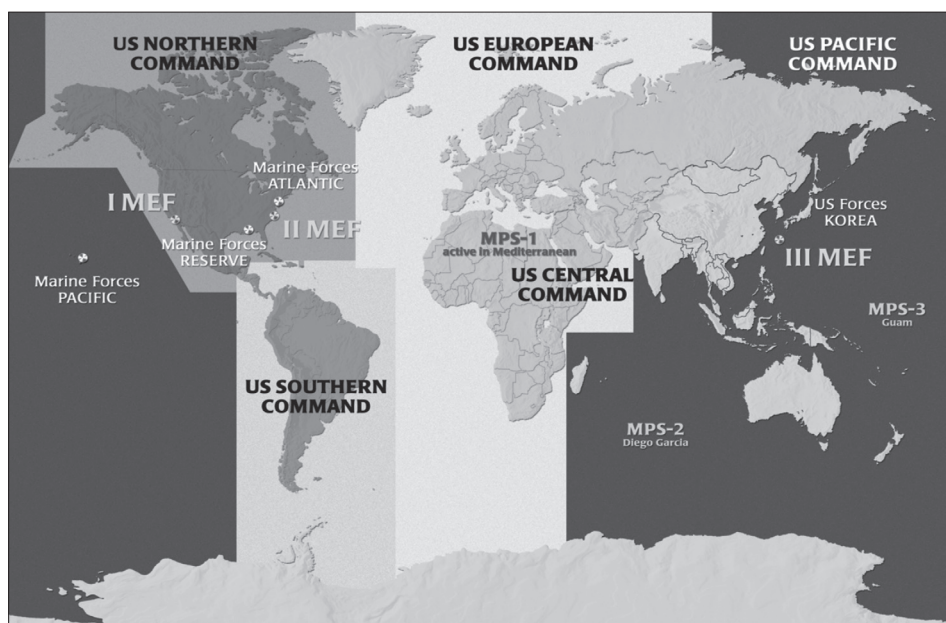 US NORTHERN
COMMAND
US EUROPEAN
COMMAND
US PACIFIC
COMMAND
Marine Forces
ATLANTIC
I MEF
II MEF
Marine Forces
RESERVE
Marine Forces
PACIFIC
US Forces
KOREA
III MEF
MPS-1
active in Mediterranean
US CENTRAL
COMMAND
MPS-3
Guam
US SOUTHERN
COMMAND
MPS-2
Diego Garcia